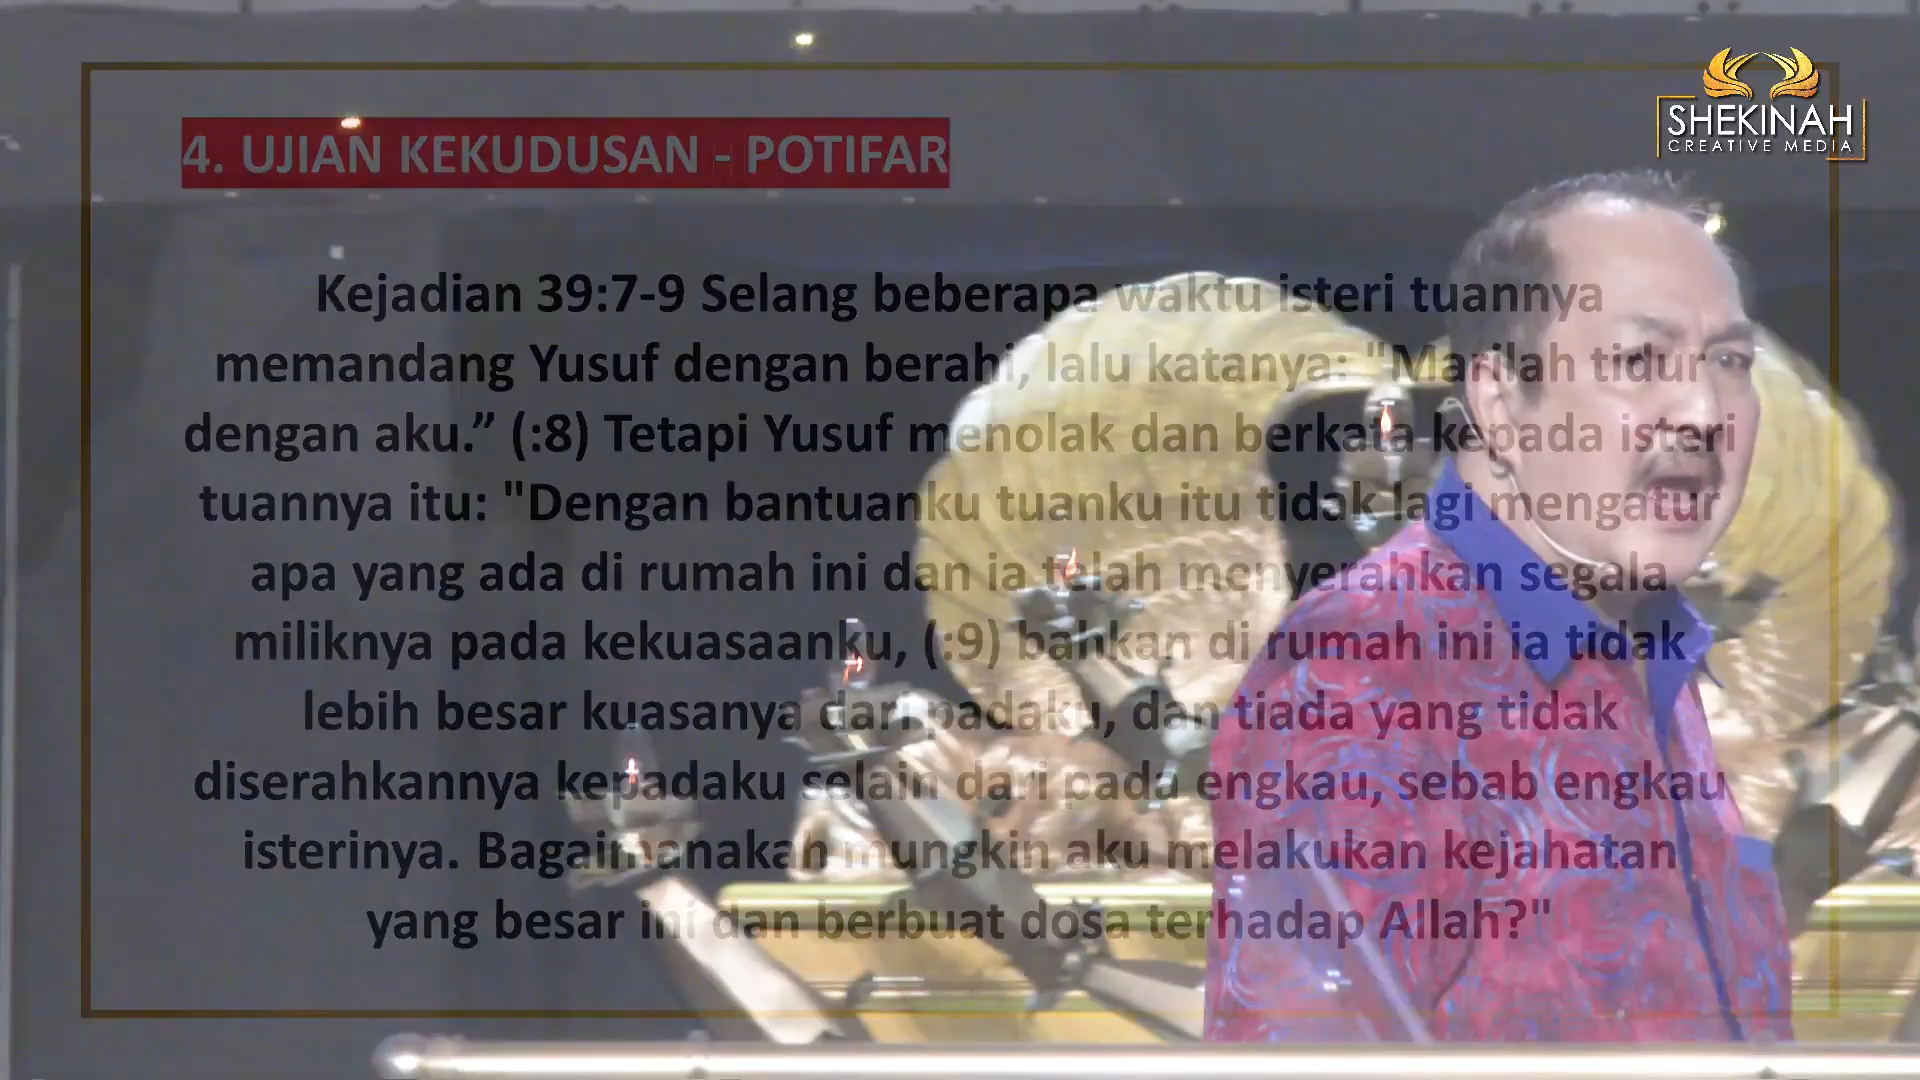 SHEKINAH
CREATIVE MEDIA
4. UJIAN KEKUDUSAN - POTIFAR
Kejadian 39:7-9 Selang beberapa waktu isteri tuannya
memandang Yusuf dengan berahi, lalu katanya: "Marilah tidur
dengan aku.” (:8) Tetapi Yusuf menolak dan berkata kepada isteri
tuannya itu: "Dengan bantuanku tuanku itu tidak lagi mengatur
apa yang ada di rumah ini dan ia telah menyerahkan segala
miliknya pada kekuasaanku, (:9) bahkan di rumah ini ia tidak
lebih besar kuasanya dari padaku, dan tiada yang tidak
diserahkannya kepadaku selain dari pada engkau, sebab engkau
isterinya. Bagaimanakah mungkin aku melakukan kejahatan
yang besar ini dan berbuat dosa terhadap Allah?"